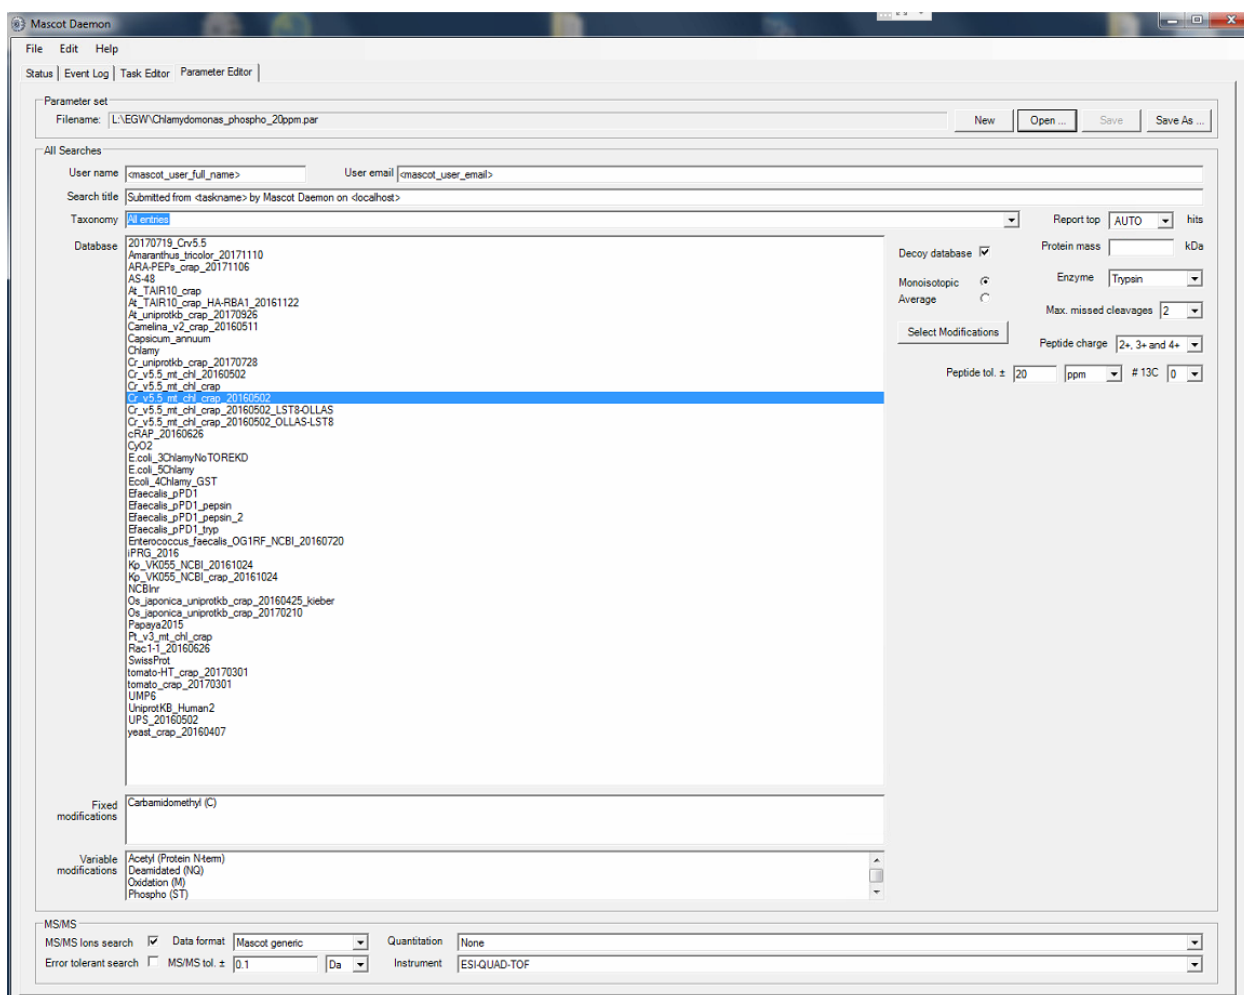 Mascot Daemon
File Edit Help
Status Event Log Task Editor Parameter Editor
Parameter set
Filename: L:\EGW\Chlamydomonas_phospho_20ppm.par New Open ... Save Save As ...
All Searches
User name <mascot_user_full_name> User email <mascot_user_email>
Search title Submitted from <taskname> by Mascot Daemon on <localhost>
Taxonomy All entries Report top AUTO hits
Database
20170719_Crv5.5
Amaranthus_tricolor_20171110
ARA-PEPs_crap_20171106
AS-48
At_TAIR10_crap
At_TAIR10_crap_HA-RBA1_20161122
At_uniprotkb_crap_20170926
Camelina_v2_crap_20160511
Capsicum_annuum
Chlamy
Cr_uniprotkb_crap_20170728
Cr_v5.5_mt_chl_20160502
Cr_v5.5_mt_chl_crap
Cr_v5.5_mt_chl_crap_20160502
Cr_v5.5_mt_chl_crap_20160502_LST8-OLLAS
Cr_v5.5_mt_chl_crap_20160502_OLLAS-LST8
cRAP_20160626
CyO2
E.coli_3ChlamyNoTOREKD
E.coli_5Chlamy
Ecoli_4Chlamy_GST
Efaecalis_pPD1
Efaecalis_pPD1_pepsin
Efaecalis_pPD1_pepsin_2
Efaecalis_pPD1_tryp
Enterococcus_faecalis_OG1RF_NCBI_20160720
iPRG_2016
Kp_VK055_NCBI_20161024
Kp_VK055_NCBI_crap_20161024
NCBInr
Os_japonica_uniprotkb_crap_20160425_kieber
Os_japonica_uniprotkb_crap_20170210
Papaya2015
Pt_v3_mt_chl_crap
Rac1-1_20160626
SwissProt
tomato-HT_crap_20170301
tomato_crap_20170301
UMP6
UniprotKB_Human2
UPS_20160502
yeast_crap_20160407
Decoy database
Protein mass kDa
Monoisotopic
Average
Enzyme Trypsin
Max. missed cleavages 2
Select Modifications
Peptide charge 2+, 3+ and 4+
Peptide tol. ± 20 ppm # 13C 0
Fixed modifications
Carbamidomethyl (C)
Variable modifications
Acetyl (Protein N-term)
Deamidated (NQ)
Oxidation (M)
Phospho (ST)
MS/MS
MS/MS Ions search Data format Mascot generic Quantitation None
Error tolerant search MS/MS tol. ± 0.1 Da Instrument ESI-QUAD-TOF